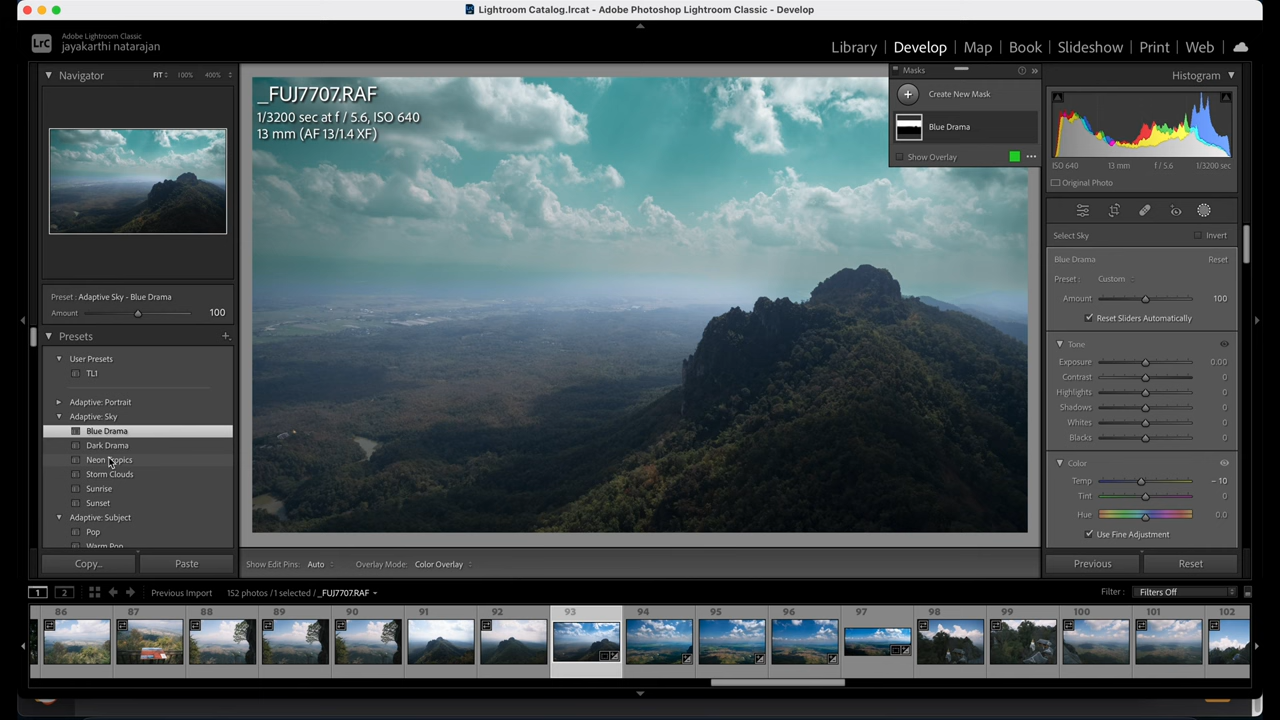 Lightroom Catalog.lrcat - Adobe Photoshop Lightroom Classic - Develop
LrC
Adobe Lightroom Classic
jayakarthi natarajan
Library | Develop | Map | Book | Slideshow | Print | Web
Navigator
FIT 100% 400%
Preset : Adaptive Sky - Blue Drama
Amount 100
Presets
User Presets
TL1
Adaptive: Portrait
Adaptive: Sky
Blue Drama
Dark Drama
Neon Tropics
Storm Clouds
Sunrise
Sunset
Adaptive: Subject
Pop
Warm Pop
Copy... Paste
_FUJ7707.RAF
1/3200 sec at f / 5.6, ISO 640
13 mm (AF 13/1.4 XF)
Masks
Create New Mask
Blue Drama
Show Overlay
Histogram
ISO 640 13 mm f / 5.6 1/3200 sec
Original Photo
Select Sky Invert
Blue Drama Reset
Preset : Custom
Amount 100
Reset Sliders Automatically
Tone
Exposure 0.00
Contrast 0
Highlights 0
Shadows 0
Whites 0
Blacks 0
Color
Temp – 10
Tint 0
Hue 0.0
Use Fine Adjustment
Previous Reset
Show Edit Pins: Auto Overlay Mode: Color Overlay
1 2 Previous Import 152 photos / 1 selected / _FUJ7707.RAF
Filter : Filters Off
86 87 88 89 90 91 92 93 94 95 96 97 98 99 100 101 102